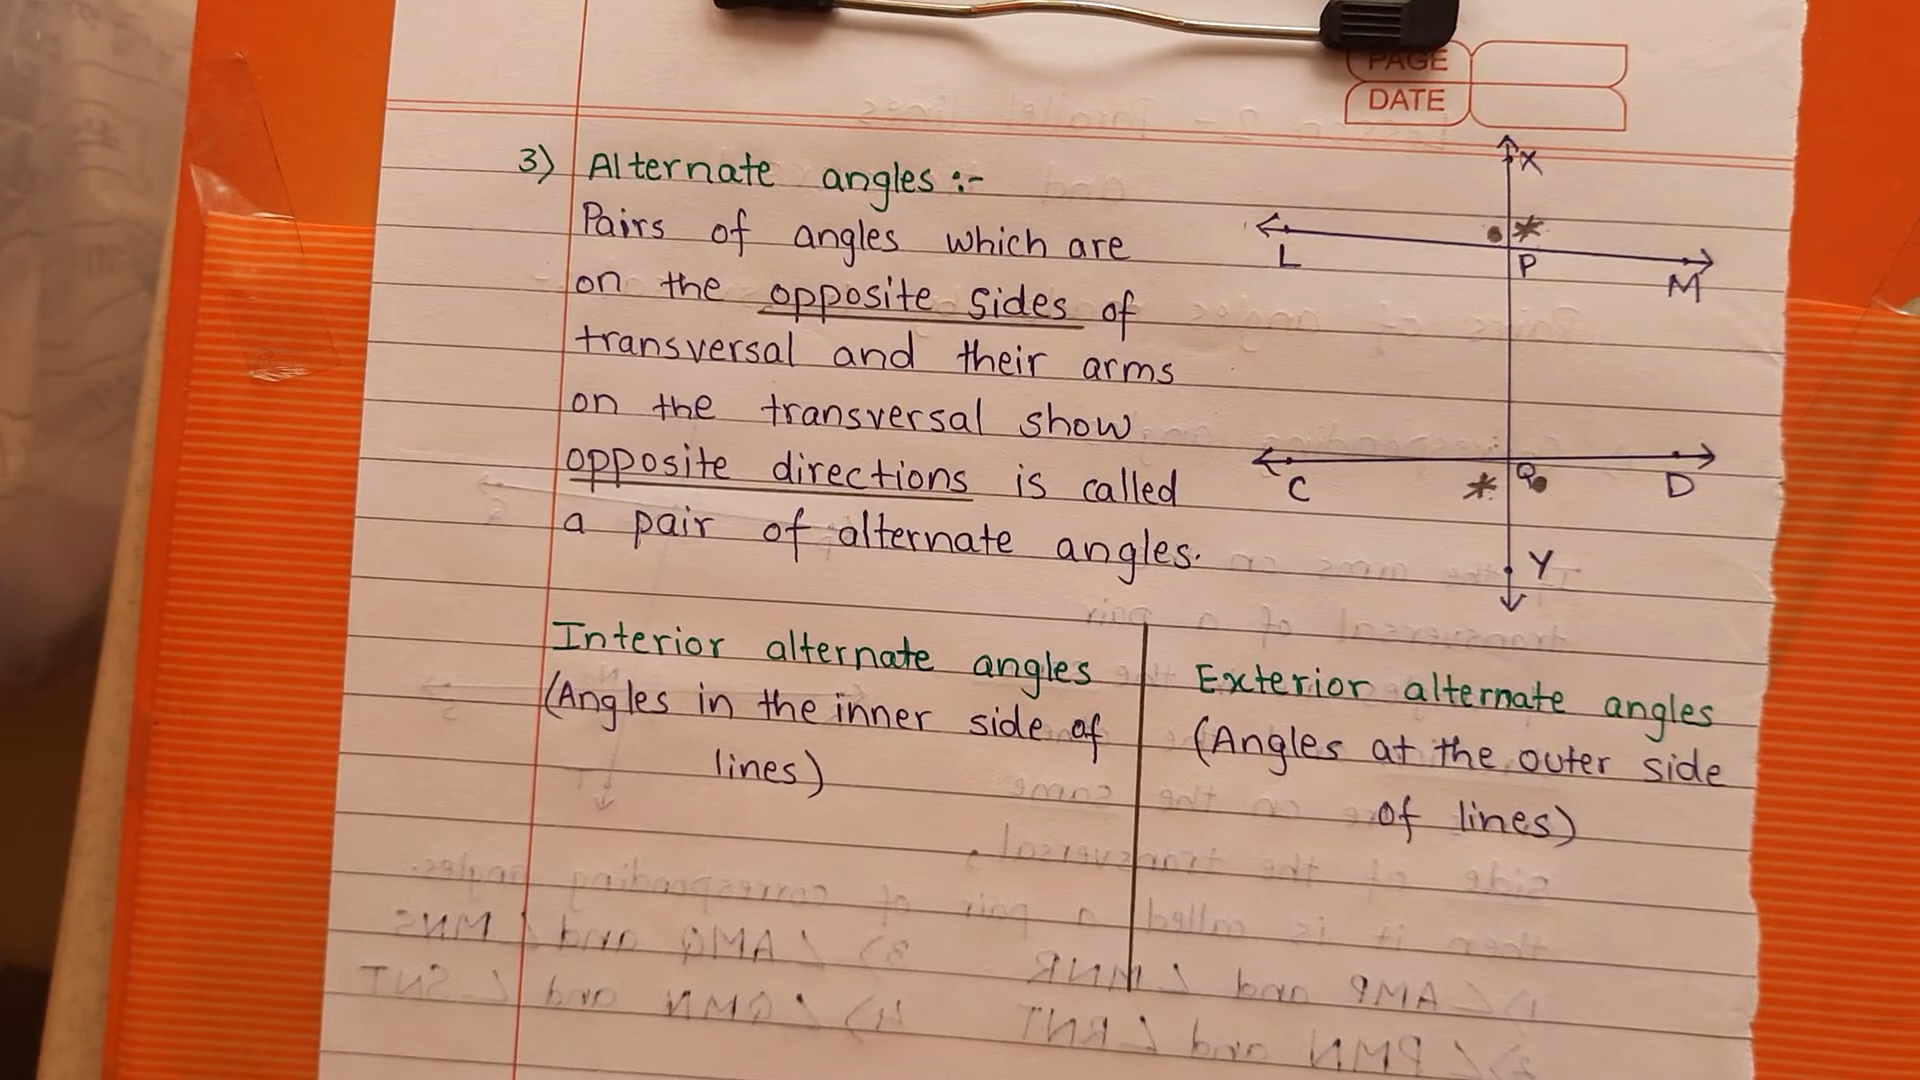 PAGE
DATE
3) Alternate angles :-
Pairs of angles which are
on the opposite sides of
transversal and their arms
on the transversal show
opposite directions is called
a pair of alternate angles.
X
L
P
M
C
Q
D
Y
Interior alternate angles
(Angles in the inner side of
lines)
Exterior alternate angles
(Angles at the outer side
of lines)